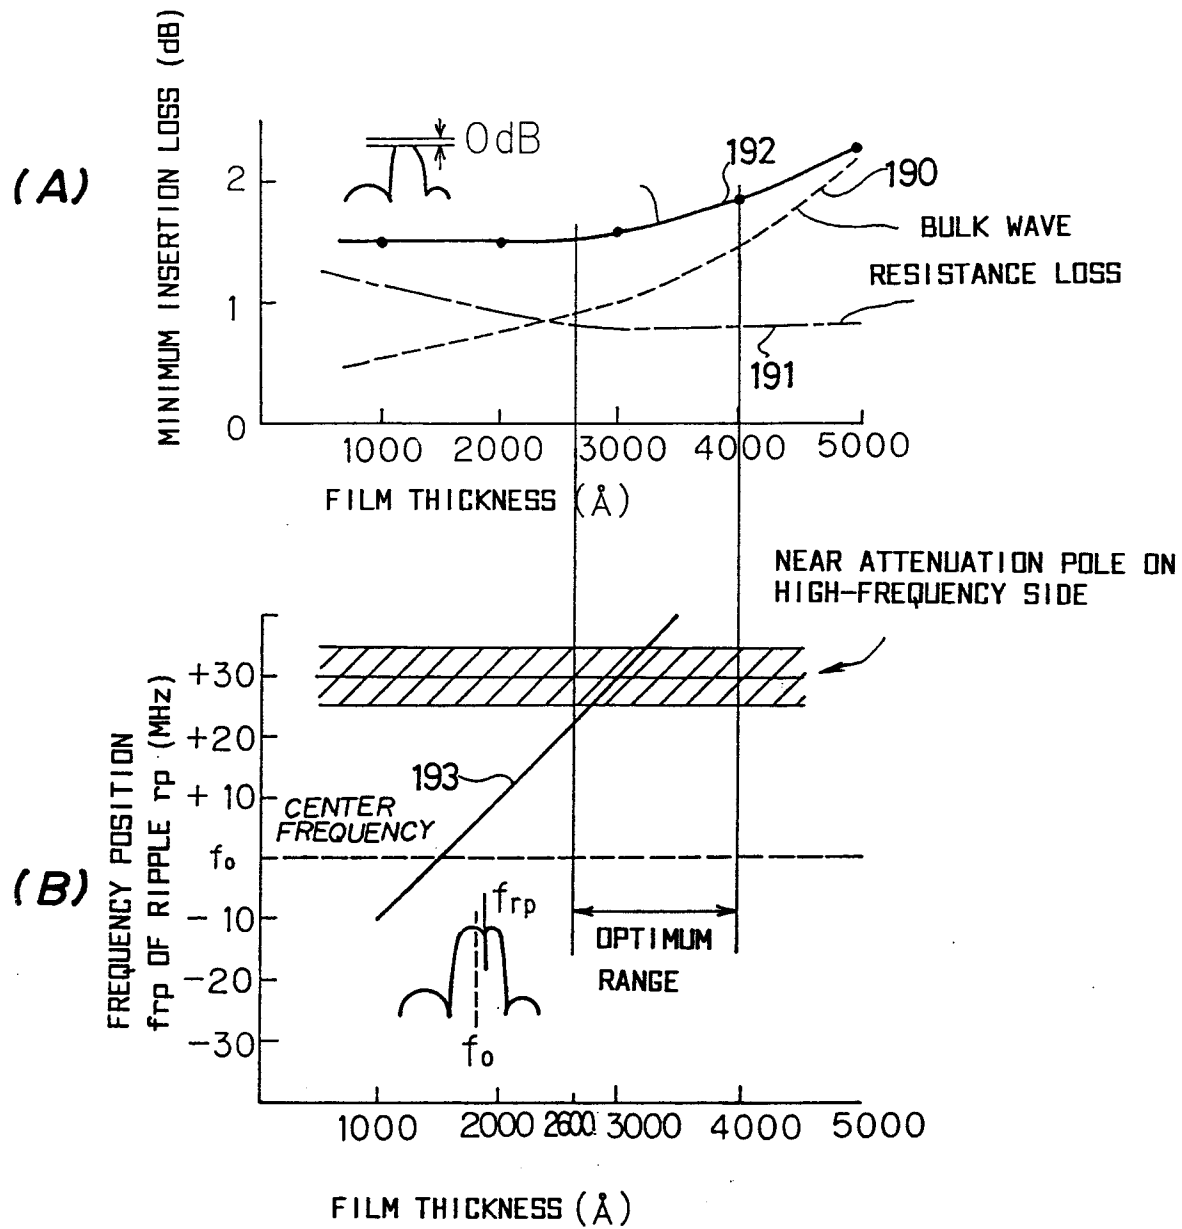 MINIMUM INSERTION LOSS (dB)
(A)
2
1
0
0dB
192
190
BULK WAVE
RESISTANCE LOSS
191
1000 2000 3000 4000 5000
FILM THICKNESS (Å)
NEAR ATTENUATION POLE ON
HIGH-FREQUENCY SIDE
FREQUENCY POSITION
frp OF RIPPLE rp (MHz)
(B)
+30
+20
+10
fo
-10
-20
-30
193
CENTER
FREQUENCY
frp
fo
OPTIMUM
RANGE
1000 2000 2600 3000 4000 5000
FILM THICKNESS (Å)